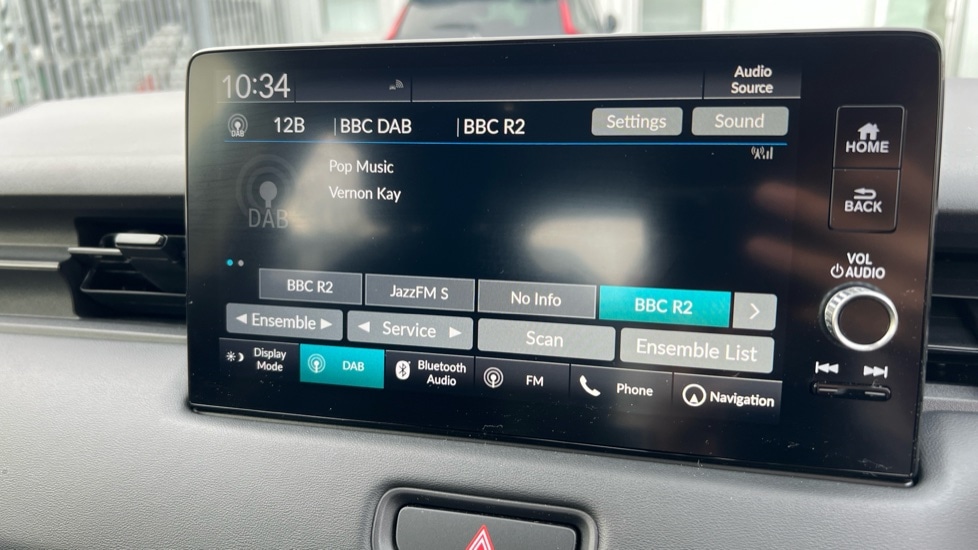 10:34
Audio
Source
DAB
12B
BBC DAB
BBC R2
Settings
Sound
Pop Music
Vernon Kay
DAB
HOME
BACK
VOL
AUDIO
BBC R2
JazzFM S
No Info
BBC R2
Ensemble
Service
Scan
Ensemble List
Display
Mode
DAB
Bluetooth
Audio
FM
Phone
Navigation